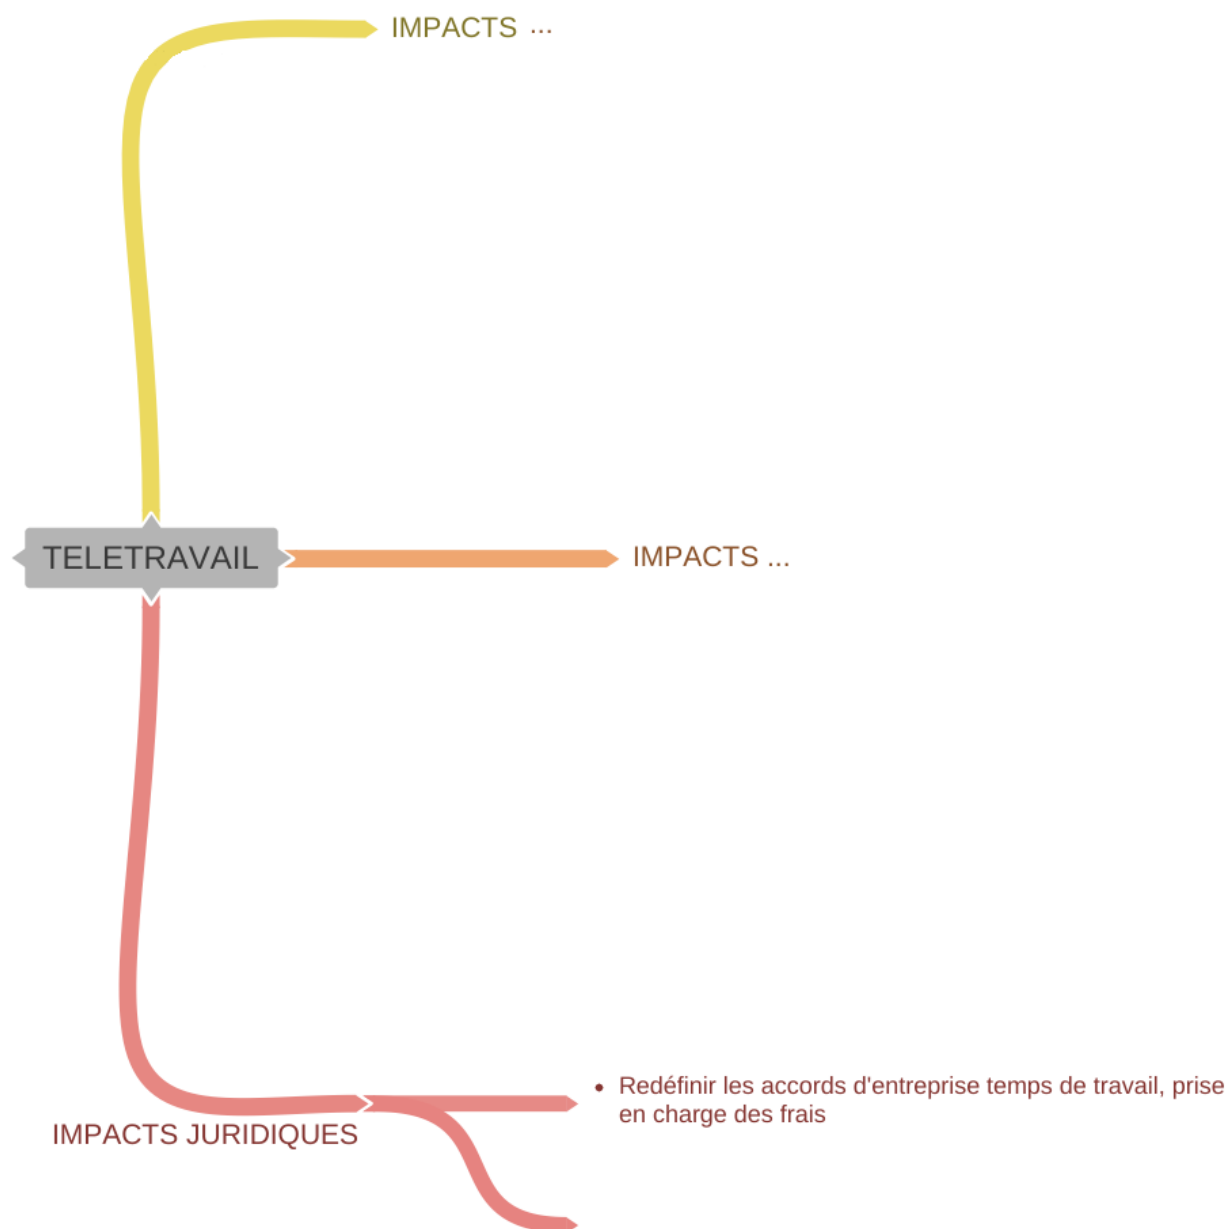 IMPACTS ...
TELETRAVAIL
IMPACTS ...
• Redéfinir les accords d'entreprise temps de travail, prise
en charge des frais
IMPACTS JURIDIQUES